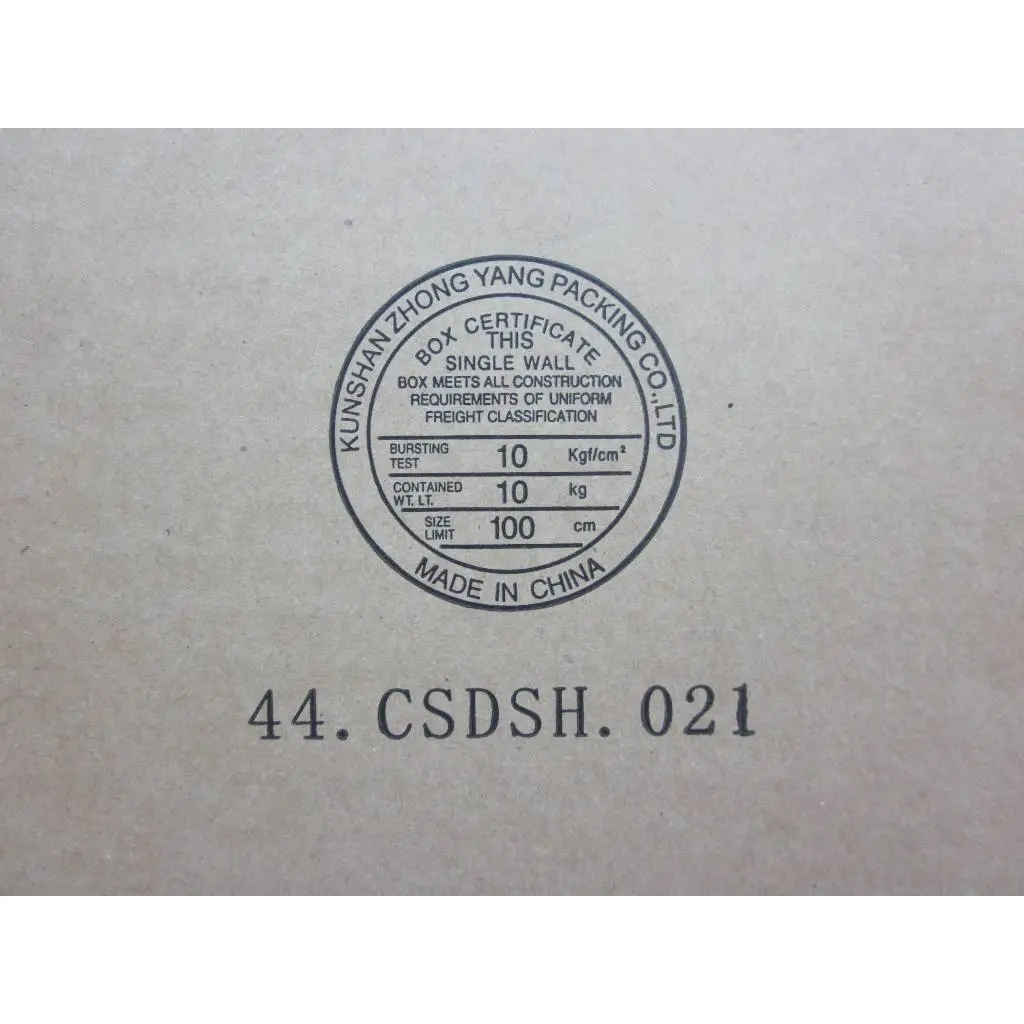 KUNSHAN ZHONG YANG PACKING CO.,LTD
BOX CERTIFICATE
THIS
SINGLE WALL
BOX MEETS ALL CONSTRUCTION
REQUIREMENTS OF UNIFORM
FREIGHT CLASSIFICATION
BURSTING TEST 10 Kgf/cm²
CONTAINED WT. LT. 10 kg
SIZE LIMIT 100 cm
MADE IN CHINA
44.CSDSH.021